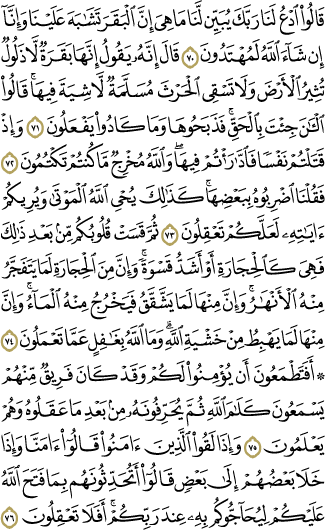 قَالُوا۟ ٱدْعُ لَنَا رَبَّكَ يُبَيِّن لَّنَا مَا هِىَ إِنَّ ٱلْبَقَرَ تَشَٰبَهَ عَلَيْنَا وَإِنَّآ
إِن شَآءَ ٱللَّهُ لَمُهْتَدُونَ ٧٠ قَالَ إِنَّهُۥ يَقُولُ إِنَّهَا بَقَرَةٌ لَّا ذَلُولٌ
تُثِيرُ ٱلْأَرْضَ وَلَا تَسْقِى ٱلْحَرْثَ مُسَلَّمَةٌ لَّا شِيَةَ فِيهَا ۚ قَالُوا۟
ٱلْـَٰٔنَ جِئْتَ بِٱلْحَقِّ ۚ فَذَبَحُوهَا وَمَا كَادُوا۟ يَفْعَلُونَ ٧١ وَإِذْ
قَتَلْتُمْ نَفْسًا فَٱدَّٰرَْٰٔتُمْ فِيهَا ۖ وَٱللَّهُ مُخْرِجٌ مَّا كُنتُمْ تَكْتُمُونَ ٧٢
فَقُلْنَا ٱضْرِبُوهُ بِبَعْضِهَا ۚ كَذَٰلِكَ يُحْىِ ٱللَّهُ ٱلْمَوْتَىٰ وَيُرِيكُمْ
ءَايَٰتِهِۦ لَعَلَّكُمْ تَعْقِلُونَ ٧٣ ثُمَّ قَسَتْ قُلُوبُكُم مِّنۢ بَعْدِ ذَٰلِكَ
فَهِىَ كَٱلْحِجَارَةِ أَوْ أَشَدُّ قَسْوَةً ۚ وَإِنَّ مِنَ ٱلْحِجَارَةِ لَمَا يَتَفَجَّرُ
مِنْهُ ٱلْأَنْهَٰرُ ۚ وَإِنَّ مِنْهَا لَمَا يَشَّقَّقُ فَيَخْرُجُ مِنْهُ ٱلْمَآءُ ۚ وَإِنَّ
مِنْهَا لَمَا يَهْبِطُ مِنْ خَشْيَةِ ٱللَّهِ ۗ وَمَا ٱللَّهُ بِغَٰفِلٍ عَمَّا تَعْمَلُونَ ٧٤
۞ أَفَتَطْمَعُونَ أَن يُؤْمِنُوا۟ لَكُمْ وَقَدْ كَانَ فَرِيقٌ مِّنْهُمْ
يَسْمَعُونَ كَلَٰمَ ٱللَّهِ ثُمَّ يُحَرِّفُونَهُۥ مِنۢ بَعْدِ مَا عَقَلُوهُ وَهُمْ
يَعْلَمُونَ ٧٥ وَإِذَا لَقُوا۟ ٱلَّذِينَ ءَامَنُوا۟ قَالُوٓا۟ ءَامَنَّا وَإِذَا
خَلَا بَعْضُهُمْ إِلَىٰ بَعْضٍ قَالُوٓا۟ أَتُحَدِّثُونَهُم بِمَا فَتَحَ ٱللَّهُ
عَلَيْكُمْ لِيُحَآجُّوكُم بِهِۦ عِندَ رَبِّكُمْ ۚ أَفَلَا تَعْقِلُونَ ٧٦